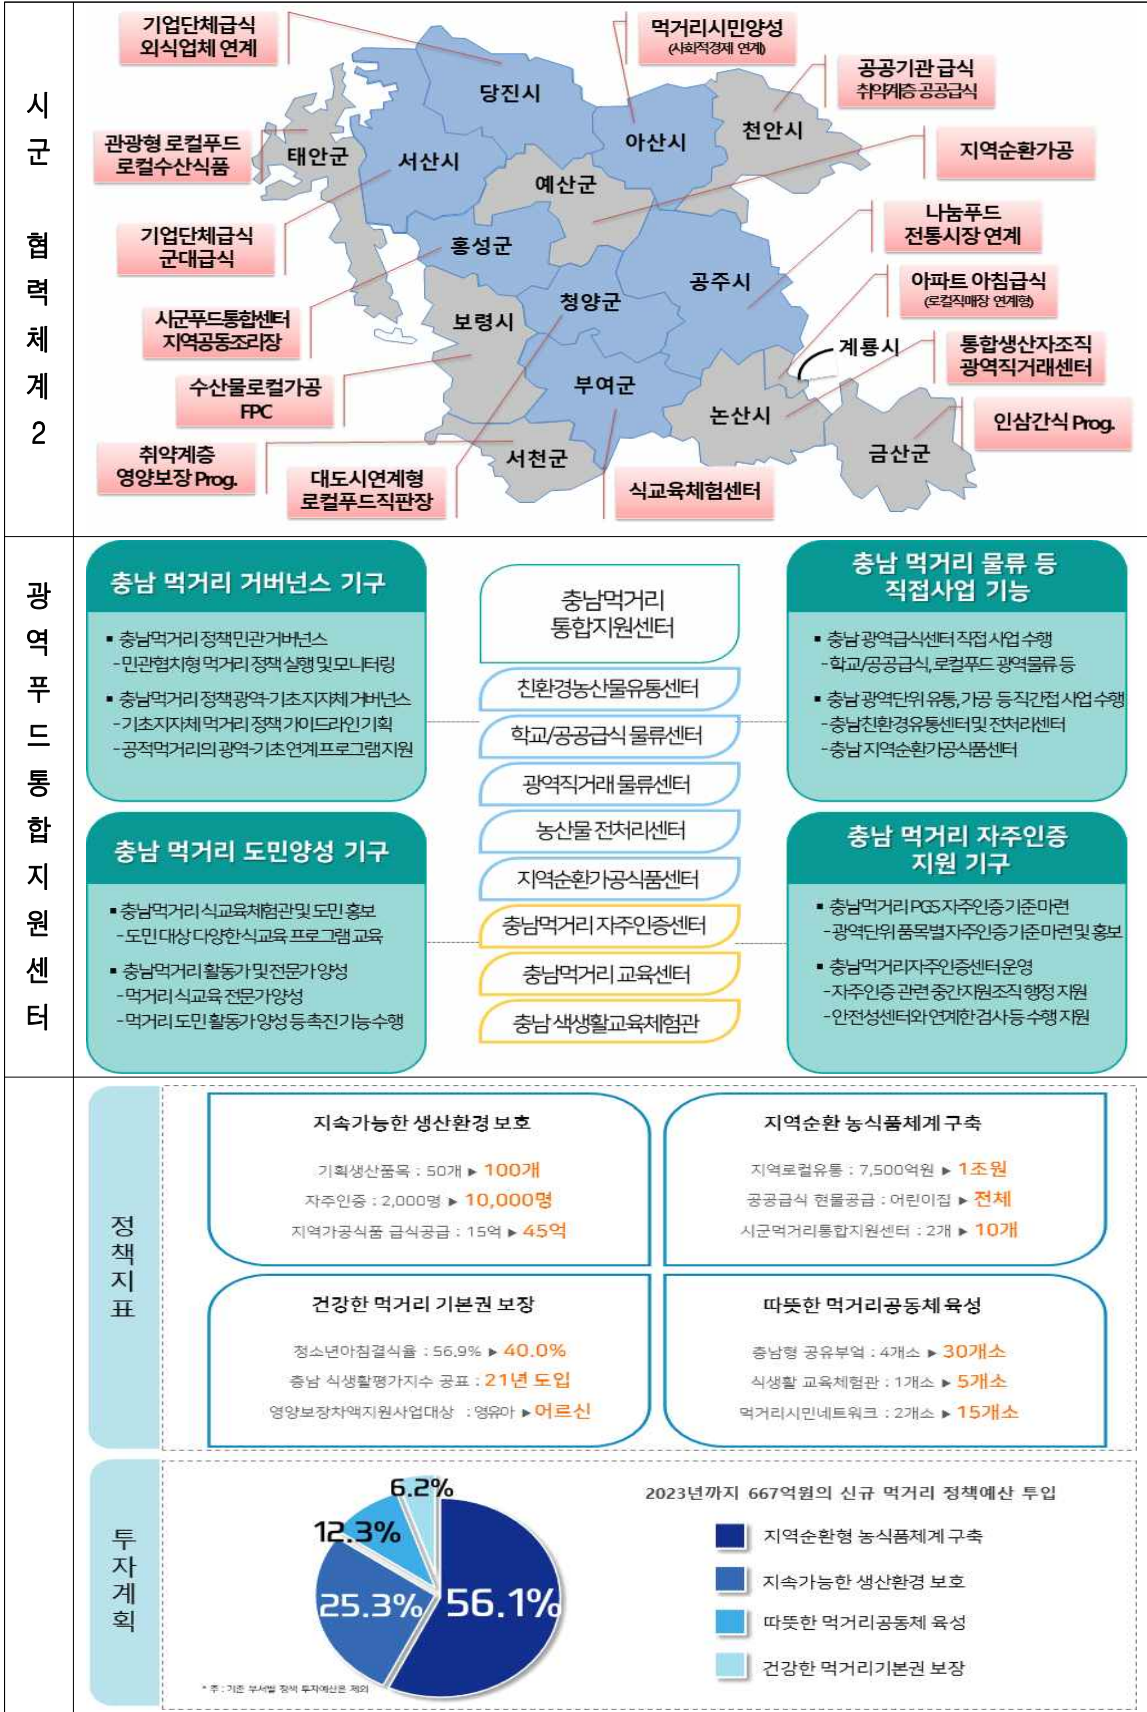 시군 협력체계2
기업단체급식
외식업체 연계
먹거리시민양성
(사회적경제 연계)
공공기관 급식
취약계층 공공급식
관광형 로컬푸드
로컬수산식품
지역순환가공
기업단체급식
군대급식
나눔푸드
전통시장 연계
아파트 아침급식
(로컬직매장 연계형)
시군푸드통합센터
지역공동조리장
통합생산자조직
광역직거래센터
수산물로컬가공
FPC
인삼간식 Prog.
취약계층
영양보장 Prog.
대도시연계형
로컬푸드직판장
식교육체험센터
당진시
아산시
천안시
태안군
서산시
예산군
홍성군
공주시
청양군
보령시
계룡시
부여군
논산시
서천군
금산군
광역푸드통합지원센터
충남 먹거리 거버넌스 기구
▪ 충남먹거리 정책민관거버넌스
- 민관협치형 먹거리 정책 실행 및 모니터링
▪ 충남먹거리 정책광역-기초지자체 거버넌스
- 기초지자체 먹거리 정책 가이드라인 기획
- 공적먹거리의 광역-기초 연계 프로그램 지원
충남먹거리
통합지원센터
친환경농산물유통센터
학교/공공급식 물류센터
광역직거래 물류센터
농산물 전처리센터
지역순환가공식품센터
충남먹거리 자주인증센터
충남먹거리 교육센터
충남 색생활교육체험관
충남 먹거리 물류 등
직접사업 기능
▪ 충남 광역급식센터 직접 사업 수행
- 학교/공공급식, 로컬푸드 광역물류 등
▪ 충남 광역단위 유통, 가공 등 직간접 사업 수행
- 충남친환경유통센터 및 전처리센터
- 충남 지역순환가공식품센터
충남 먹거리 도민양성 기구
▪ 충남먹거리 식교육체험관 및 도민 홍보
- 도민 대상 다양한 식교육 프로그램 교육
▪ 충남먹거리 활동가 및 전문가 양성
- 먹거리 식교육 전문가 양성
- 먹거리 도민 활동가 양성 등 촉진 기능 수행
충남 먹거리 자주인증
지원 기구
▪ 충남먹거리 PGS 자주인증 기준 마련
- 광역단위 품목별 자주인증 기준 마련 및 홍보
▪ 충남먹거리자주인증센터 운영
- 자주인증 관련 중간지원조직 행정 지원
- 안전성센터와 연계한 검사 등 수행 지원
정책지표
지속가능한 생산환경 보호
기획생산품목 : 50개 ▶ 100개
자주인증 : 2,000명 ▶ 10,000명
지역가공식품 급식공급 : 15억 ▶ 45억
지역순환 농식품체계 구축
지역로컬유통 : 7,500억원 ▶ 1조원
공공급식 현물공급 : 어린이집 ▶ 전체
시군먹거리통합지원센터 : 2개 ▶ 10개
건강한 먹거리 기본권 보장
청소년아침결식율 : 56.9% ▶ 40.0%
충남 식생활평가지수 공표 : 21년 도입
영양보장차액지원사업대상 : 영유아 ▶ 어르신
따뜻한 먹거리공동체 육성
충남형 공유부엌 : 4개소 ▶ 30개소
식생활 교육체험관 : 1개소 ▶ 5개소
먹거리시민네트워크 : 2개소 ▶ 15개소
투자계획
6.2%
12.3%
25.3%
56.1%
2023년까지 667억원의 신규 먹거리 정책예산 투입
지역순환형 농식품체계 구축
지속가능한 생산환경 보호
따뜻한 먹거리공동체 육성
건강한 먹거리기본권 보장
* 주 : 기존 부서별 정책 투자예산은 제외